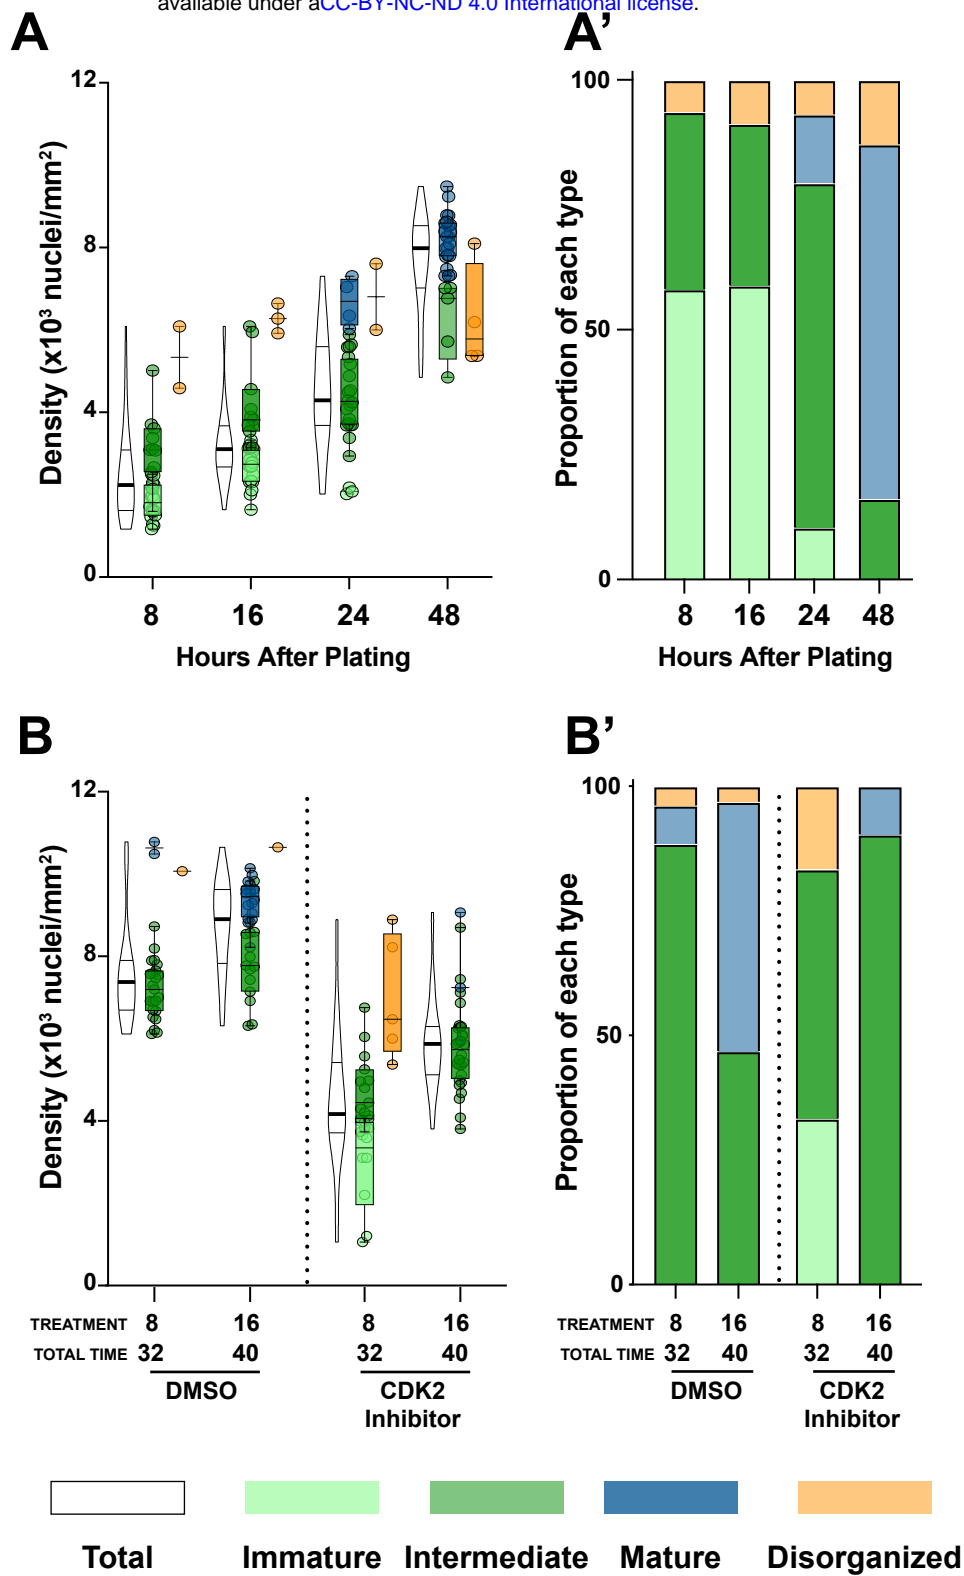 available under aCC-BY-NC-ND 4.0 International license.
A
A’
12
8
4
0
Density (x10³ nuclei/mm²)
8 16 24 48
Hours After Plating
100
50
0
Proportion of each type
8 16 24 48
Hours After Plating
B
B’
12
8
4
0
Density (x10³ nuclei/mm²)
TREATMENT 8 16 8 16
TOTAL TIME 32 40 32 40
DMSO CDK2
Inhibitor
100
50
0
Proportion of each type
TREATMENT 8 16 8 16
TOTAL TIME 32 40 32 40
DMSO CDK2
Inhibitor
Total Immature Intermediate Mature Disorganized